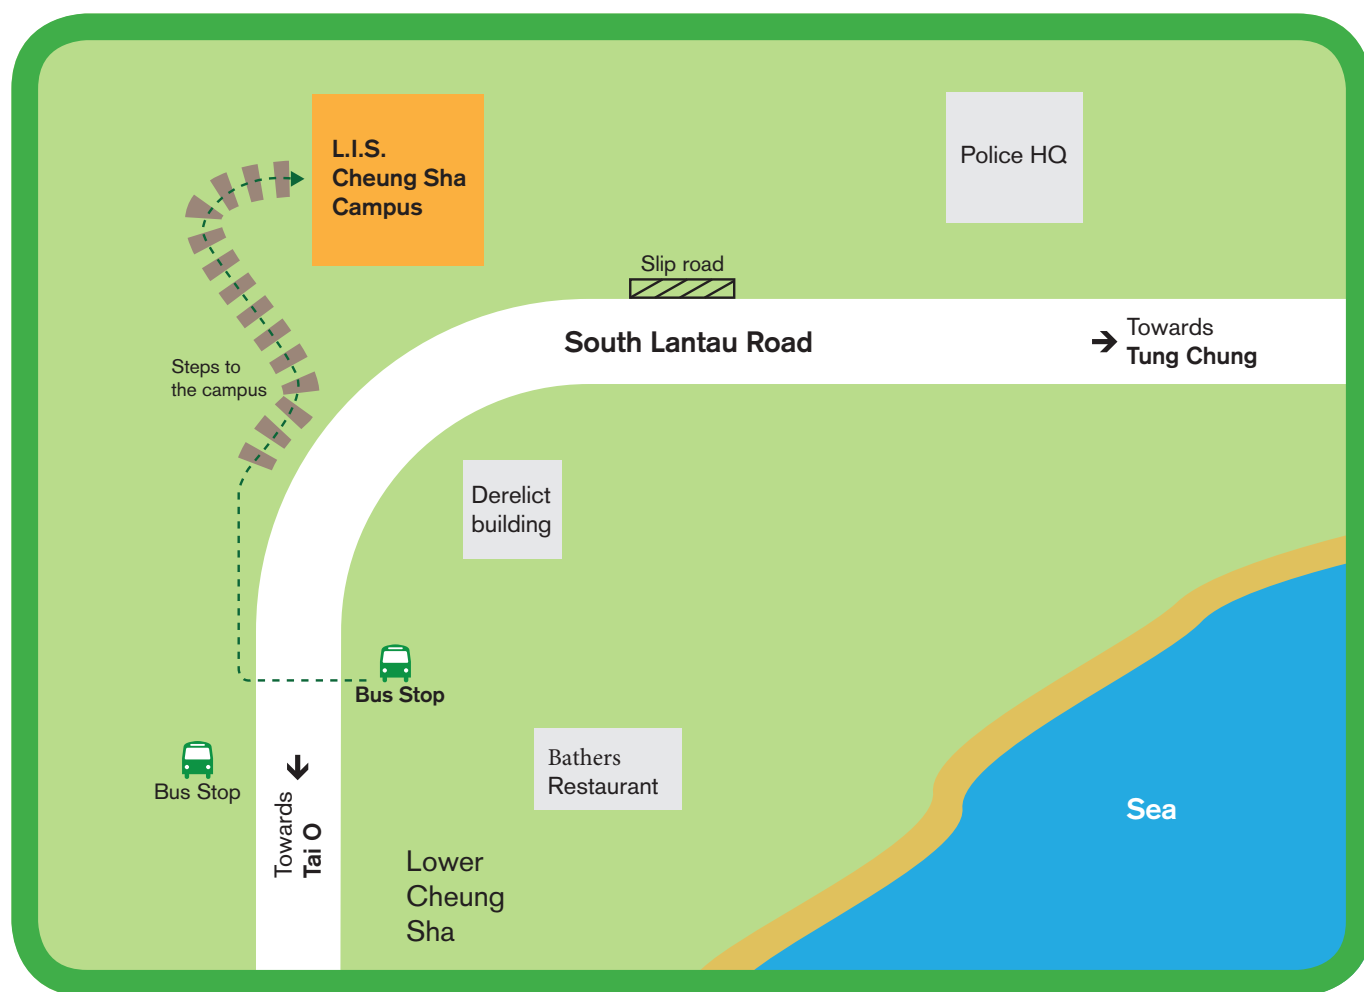 L.I.S.
Cheung Sha
Campus
Police HQ
Slip road
South Lantau Road
Towards
Tung Chung
Steps to
the campus
Derelict
building
Bus Stop
Bus Stop
Bathers
Restaurant
Towards
Tai O
Sea
Lower
Cheung
Sha